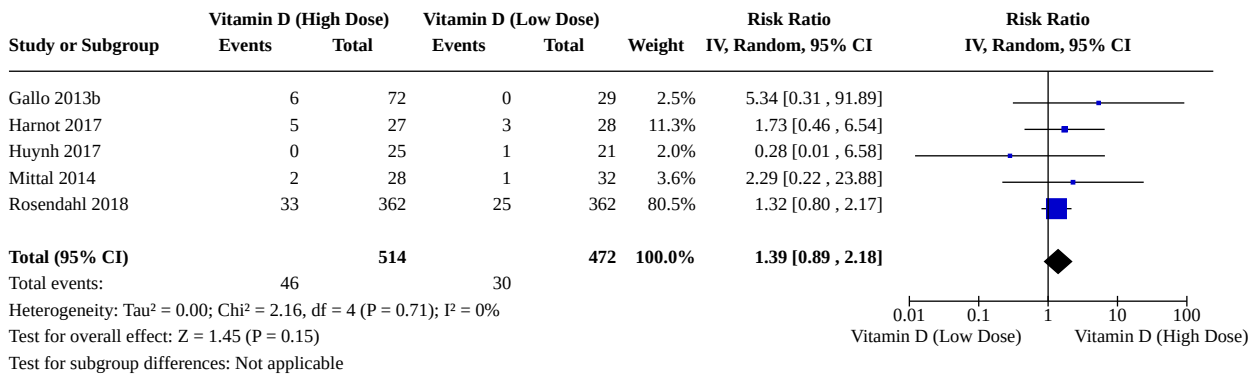 Vitamin D (High Dose) Vitamin D (Low Dose) Risk Ratio Risk Ratio
Study or Subgroup Events Total Events Total Weight IV, Random, 95% CI IV, Random, 95% CI
Gallo 2013b 6 72 0 29 2.5% 5.34 [0.31 , 91.89]
Harnot 2017 5 27 3 28 11.3% 1.73 [0.46 , 6.54]
Huynh 2017 0 25 1 21 2.0% 0.28 [0.01 , 6.58]
Mittal 2014 2 28 1 32 3.6% 2.29 [0.22 , 23.88]
Rosendahl 2018 33 362 25 362 80.5% 1.32 [0.80 , 2.17]
Total (95% CI) 514 472 100.0% 1.39 [0.89 , 2.18]
Total events: 46 30
Heterogeneity: Tau² = 0.00; Chi² = 2.16, df = 4 (P = 0.71); I² = 0%
0.01 0.1 1 10 100
Test for overall effect: Z = 1.45 (P = 0.15)
Vitamin D (Low Dose) Vitamin D (High Dose)
Test for subgroup differences: Not applicable